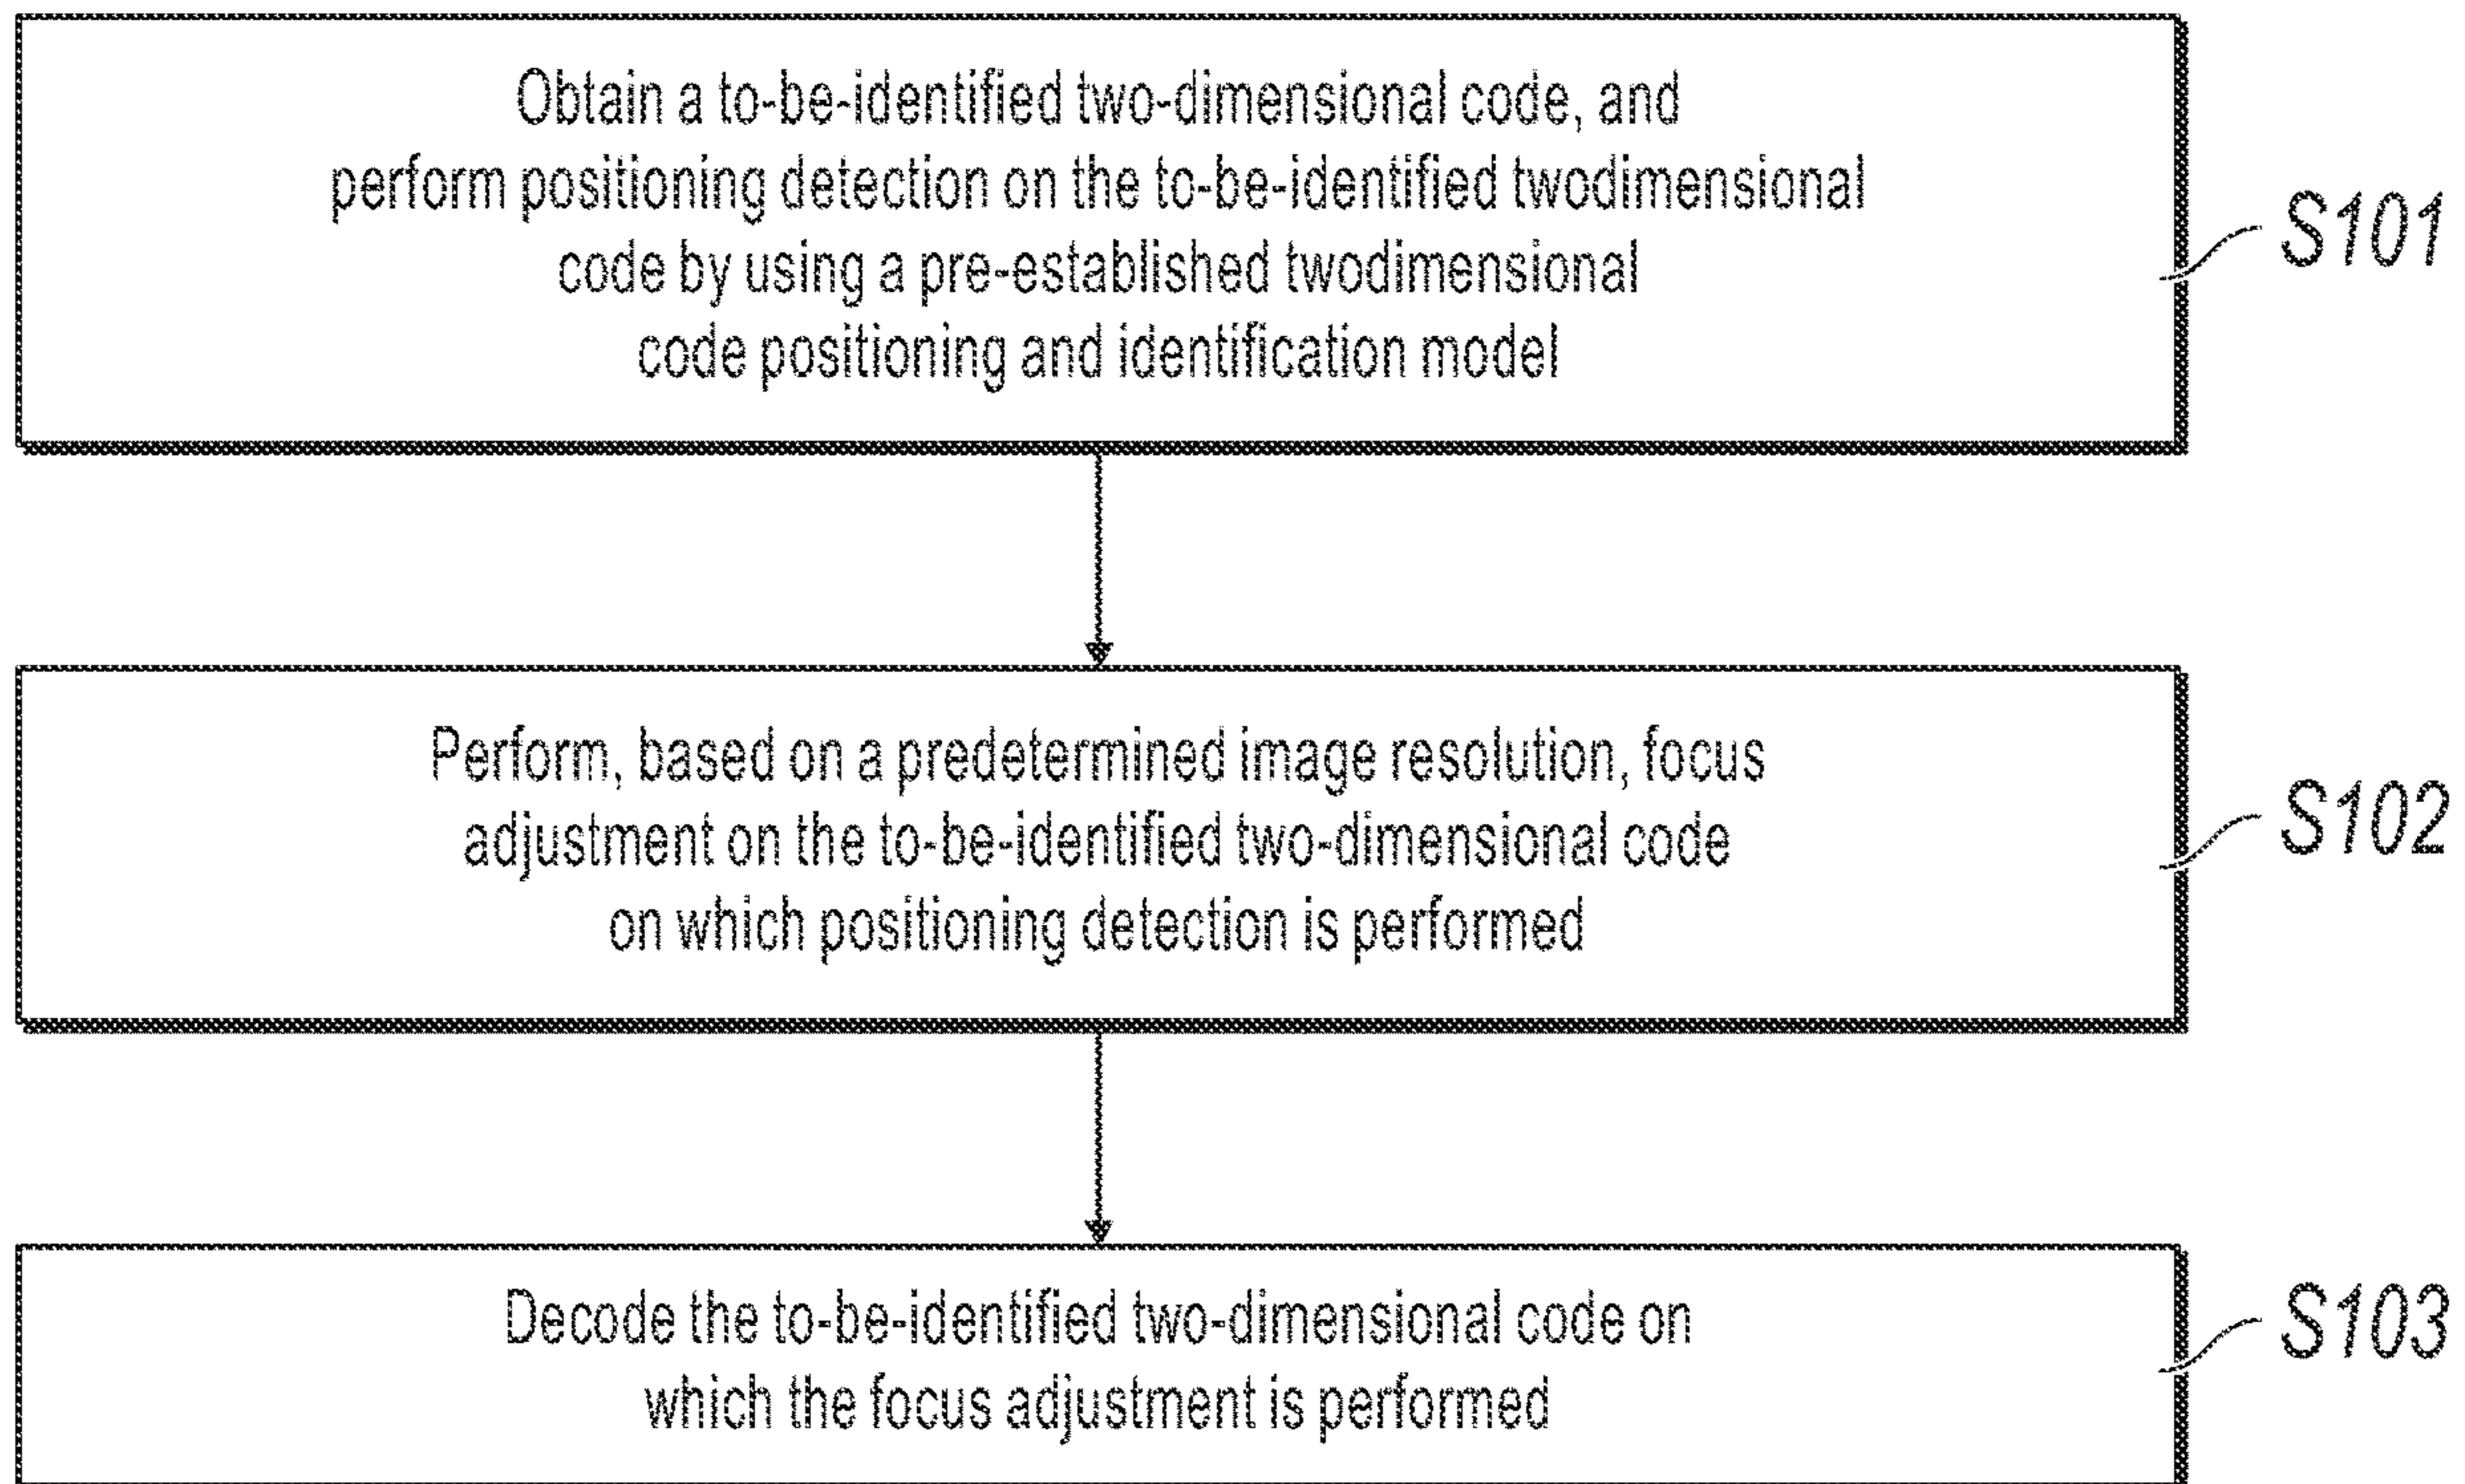 Obtain a to-be-identified two-dimensional code, and
perform positioning detection on the to-be-identified twodimensional
code by using a pre-established twodimensional
code positioning and identification model
S101
Perform, based on a predetermined image resolution, focus
adjustment on the to-be-identified two-dimensional code
on which positioning detection is performed
S102
Decode the to-be-identified two-dimensional code on
which the focus adjustment is performed
S103